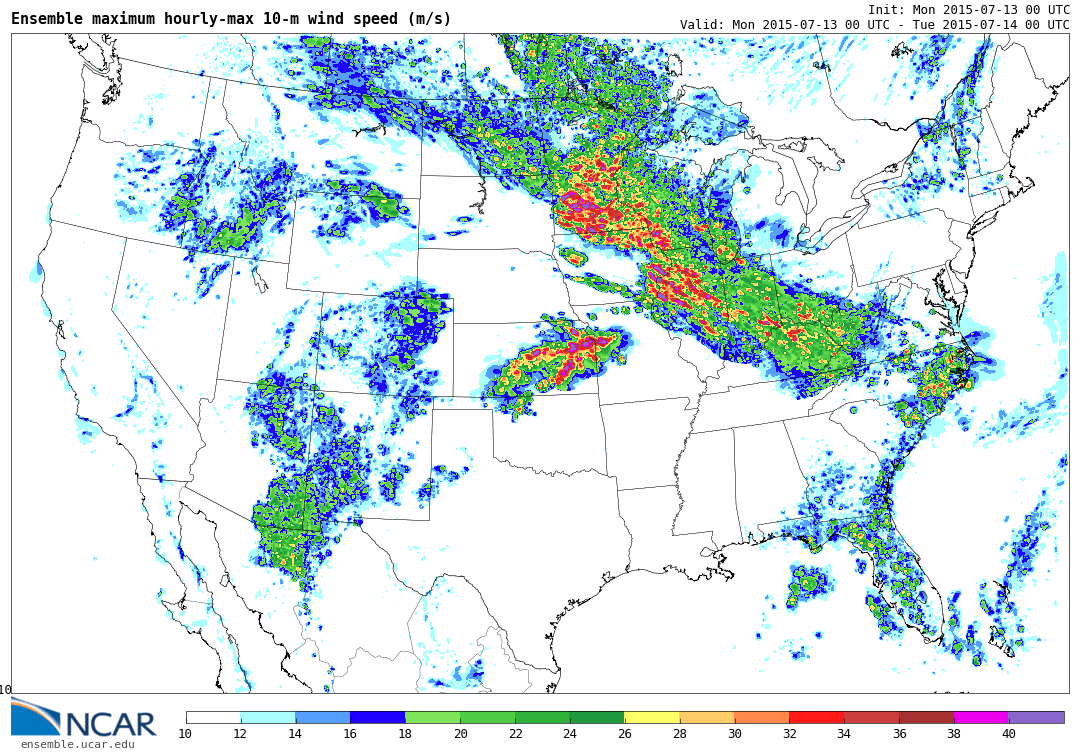 Ensemble maximum hourly-max 10-m wind speed (m/s)
Init: Mon 2015-07-13 00 UTC
Valid: Mon 2015-07-13 00 UTC - Tue 2015-07-14 00 UTC
10
NCAR
ensemble.ucar.edu
10 12 14 16 18 20 22 24 26 28 30 32 34 36 38 40